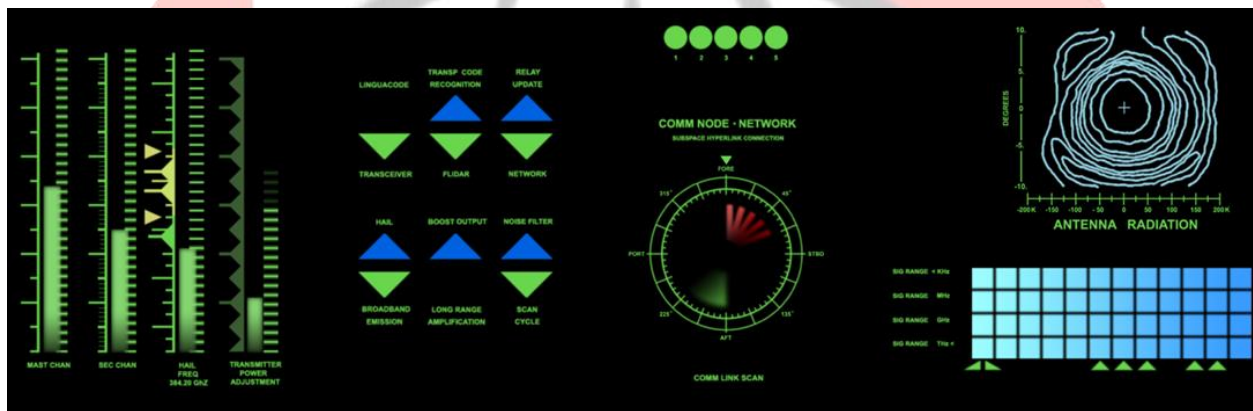 MAST CHAN
SEC CHAN
HAIL
FREQ
384.20 GhZ
TRANSMITTER
POWER
ADJUSTMENT
LINGUACODE
TRANSP CODE
RECOGNITION
RELAY
UPDATE
TRANSCEIVER
FLIDAR
NETWORK
HAIL
BOOST OUTPUT
NOISE FILTER
BROADBAND
EMISSION
LONG RANGE
AMPLIFICATION
SCAN
CYCLE
1 2 3 4 5
COMM NODE • NETWORK
SUBSPACE HYPERLINK CONNECTION
FORE
315° 45°
PORT STBD
225° 135°
AFT
COMM LINK SCAN
DEGREES
10.
5.
0
-5.
-10.
-200K -150 -100 -50 0 50 100 150 200K
ANTENNA RADIATION
SIG RANGE < KHz
SIG RANGE MHz
SIG RANGE GHz
SIG RANGE THz <